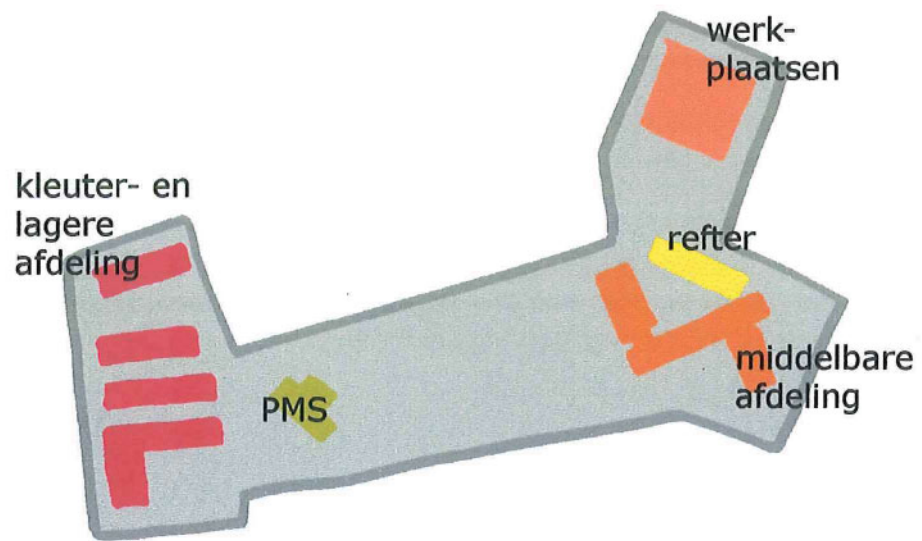 werk-
plaatsen
kleuter- en
lagere
afdeling
refter
middelbare
afdeling
PMS